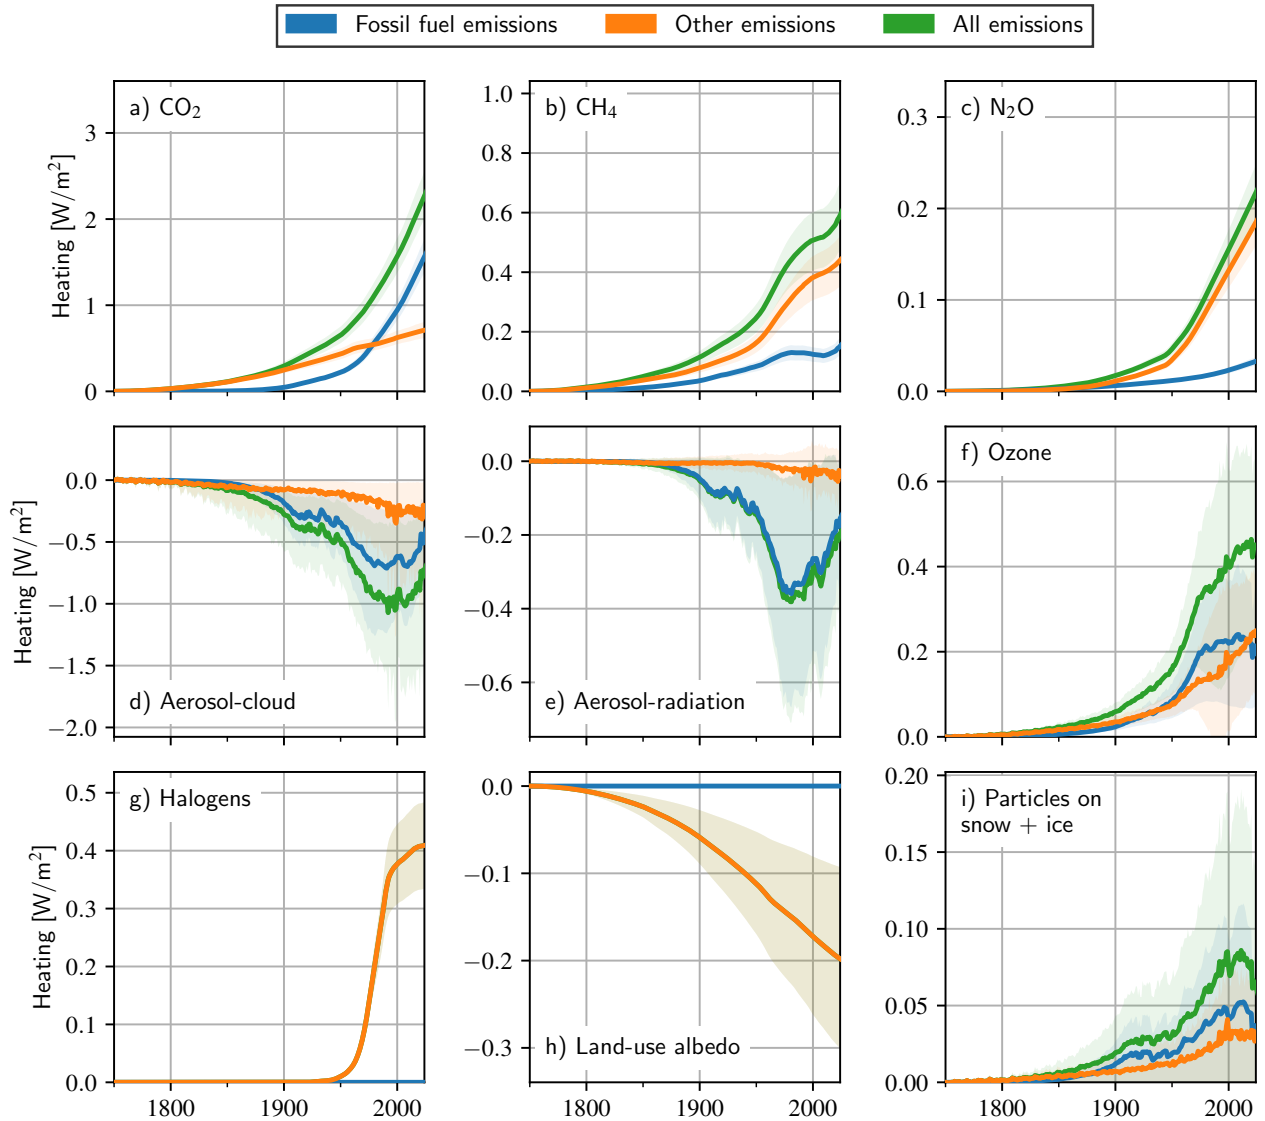 Fossil fuel emissions Other emissions All emissions
a) CO₂
Heating [W/m²]
3
2
1
0
b) CH₄
1.0
0.8
0.6
0.4
0.2
0.0
c) N₂O
0.3
0.2
0.1
0.0
d) Aerosol-cloud
Heating [W/m²]
0.0
−0.5
−1.0
−1.5
−2.0
e) Aerosol-radiation
0.0
−0.2
−0.4
−0.6
f) Ozone
0.6
0.4
0.2
0.0
g) Halogens
Heating [W/m²]
0.5
0.4
0.3
0.2
0.1
0.0
1800 1900 2000
h) Land-use albedo
0.0
−0.1
−0.2
−0.3
1800 1900 2000
i) Particles on
snow + ice
0.20
0.15
0.10
0.05
0.00
1800 1900 2000